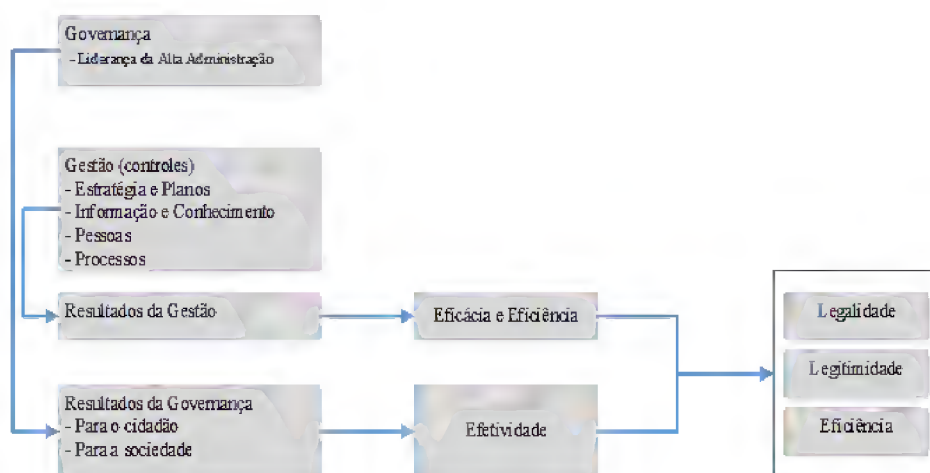 Governança
- Liderança da Alta Administração
Gestão (controles)
- Estratégia e Planos
- Informação e Conhecimento
- Pessoas
- Processos
Resultados da Gestão
Eficácia e Eficiência
Resultados da Governança
- Para o cidadão
- Para a sociedade
Efetividade
Legalidade
Legitimidade
Eficiência